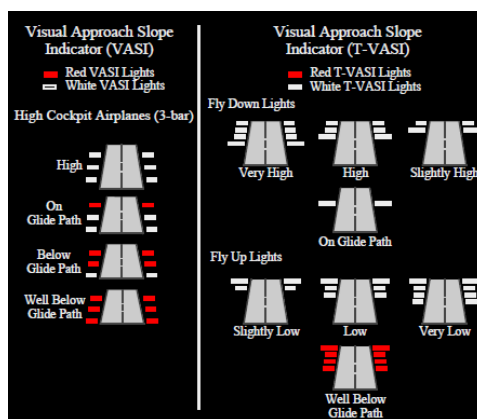 Visual Approach Slope
Indicator (VASI)
Red VASI Lights
White VASI Lights
High Cockpit Airplanes (3-bar)
High
On
Glide Path
Below
Glide Path
Well Below
Glide Path
Visual Approach Slope
Indicator (T-VASI)
Red T-VASI Lights
White T-VASI Lights
Fly Down Lights
Very High
High
Slightly High
On Glide Path
Fly Up Lights
Slightly Low
Low
Very Low
Well Below
Glide Path